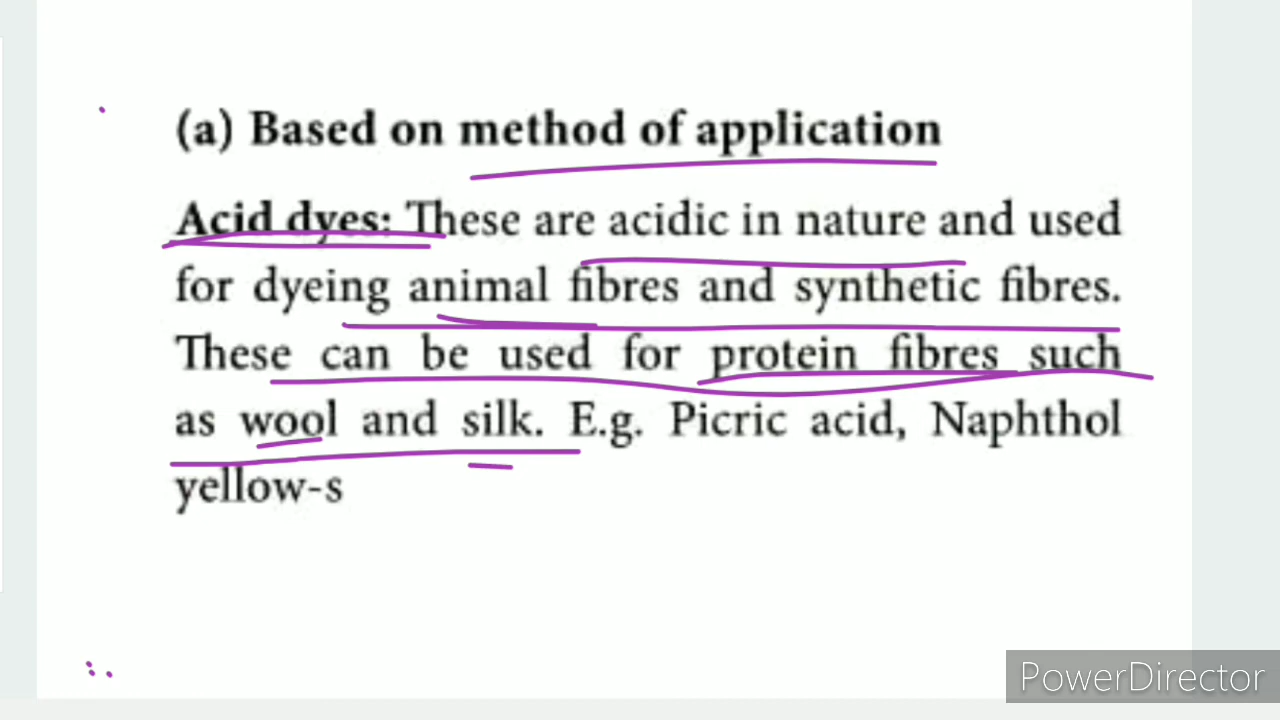 (a) Based on method of application
Acid dyes: These are acidic in nature and used
for dyeing animal fibres and synthetic fibres.
These can be used for protein fibres such
as wool and silk. E.g. Picric acid, Naphthol
yellow-s
PowerDirector